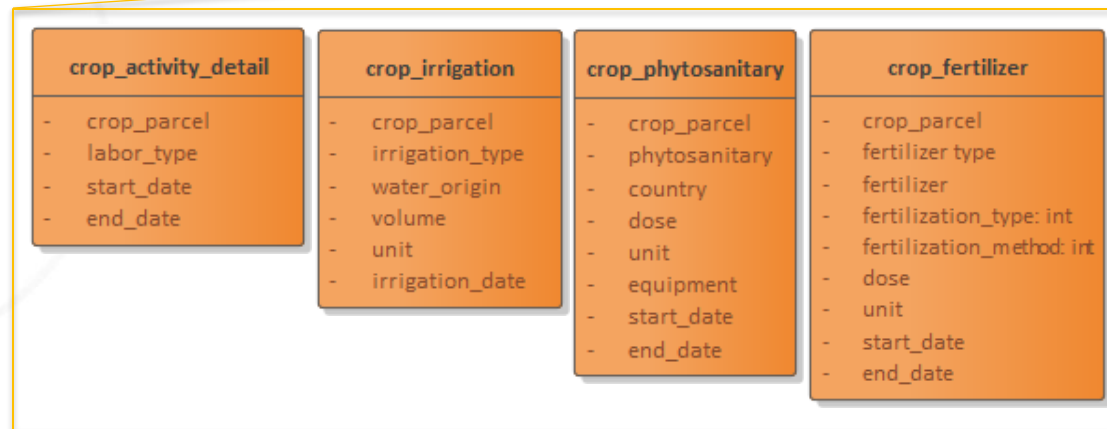 crop_activity_detail
- crop_parcel
- labor_type
- start_date
- end_date
crop_irrigation
- crop_parcel
- irrigation_type
- water_origin
- volume
- unit
- irrigation_date
crop_phytosanitary
- crop_parcel
- phytosanitary
- country
- dose
- unit
- equipment
- start_date
- end_date
crop_fertilizer
- crop_parcel
- fertilizer type
- fertilizer
- fertilization_type: int
- fertilization_method: int
- dose
- unit
- start_date
- end_date